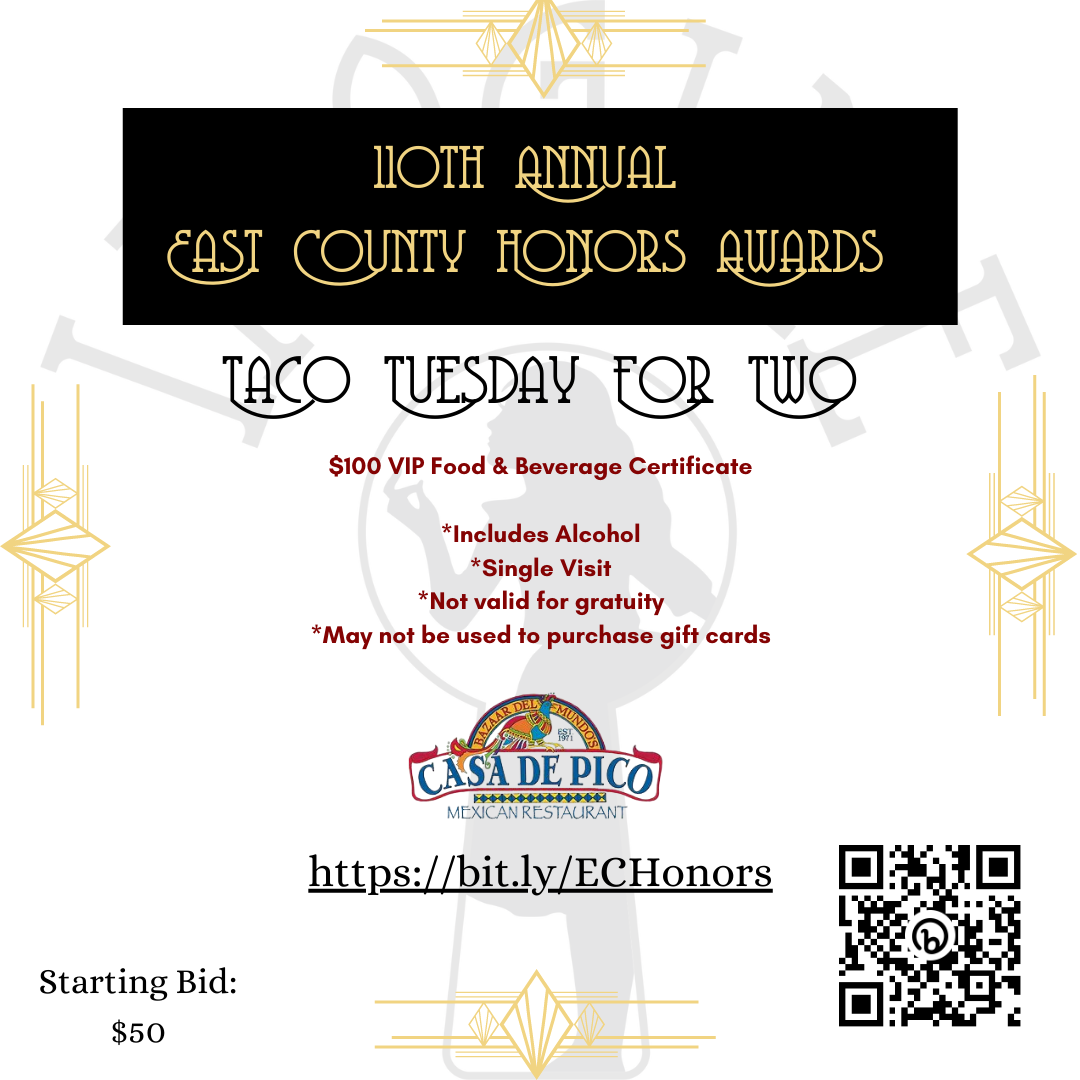 110TH ANNUAL
EAST COUNTY HONORS AWARDS
TACO TUESDAY FOR TWO
$100 VIP Food & Beverage Certificate
*Includes Alcohol
*Single Visit
*Not valid for gratuity
*May not be used to purchase gift cards
BAZAAR DEL MUNDOS
EST
1971
CASA DE PICO
MEXICAN RESTAURANT
https://bit.ly/ECHonors
b
Starting Bid:
$50